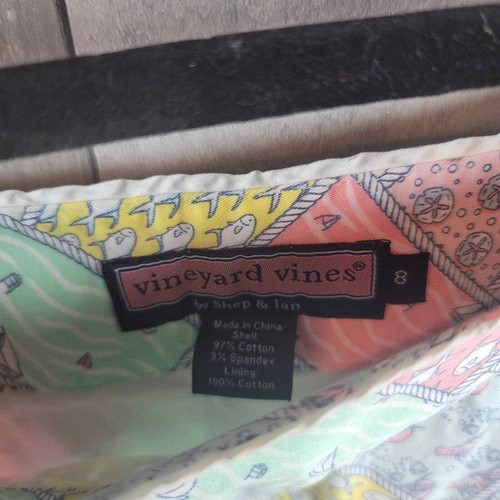 vineyard vines®
8
by Shep & Ian
Made in China
Shell
97% Cotton
3% Spandex
Lining:
100% Cotton